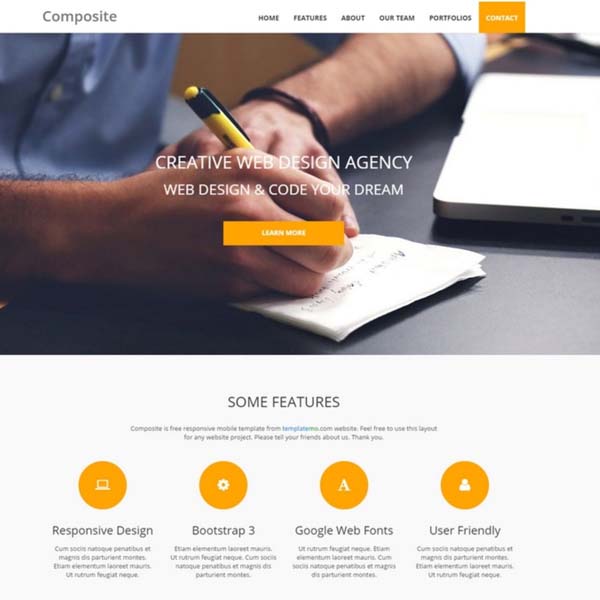 Composite
HOME FEATURES ABOUT OUR TEAM PORTFOLIOS CONTACT
CREATIVE WEB DESIGN AGENCY
WEB DESIGN & CODE YOUR DREAM
LEARN MORE
SOME FEATURES
Composite is free responsive mobile template from templatemo.com website. Feel free to use this layout
for any website project. Please tell your friends about us. Thank you.
A
Responsive Design
Cum sociis natoque penatibus et
magnis dis parturient montes.
Etiam elementum laoreet mauris.
Ut rutrum feugiat neque.
Bootstrap 3
Etiam elementum laoreet mauris.
Ut rutrum feugiat neque. Cum sociis
natoque penatibus et magnis dis
parturient montes.
Google Web Fonts
Ut rutrum feugiat neque. Etiam
elementum laoreet mauris. Cum
sociis natoque penatibus et magnis
dis parturient montes.
User Friendly
Cum sociis natoque penatibus et
magnis dis parturient montes.
Etiam elementum laoreet mauris.
Ut rutrum feugiat neque.